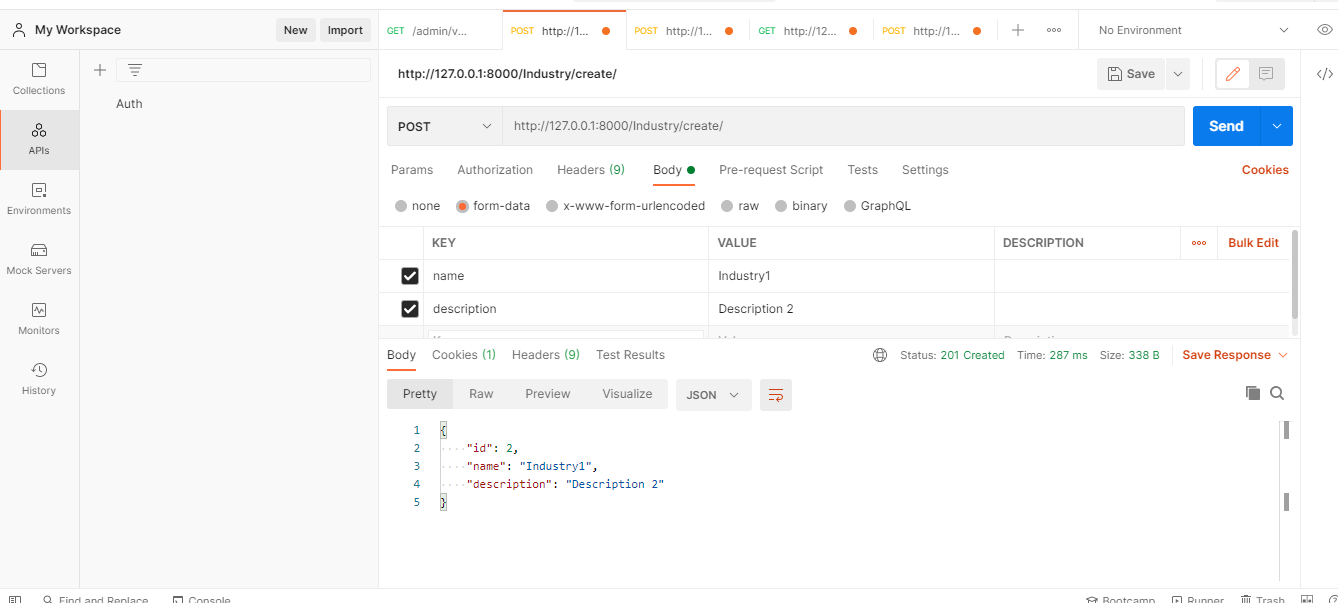 My Workspace New Import GET /admin/v... POST http://1... POST http://1... GET http://12... POST http://1... No Environment
Collections
APIs
Environments
Mock Servers
Monitors
History
Auth
http://127.0.0.1:8000/Industry/create/ Save
POST http://127.0.0.1:8000/Industry/create/ Send
Params Authorization Headers (9) Body Pre-request Script Tests Settings Cookies
none form-data x-www-form-urlencoded raw binary GraphQL
KEY VALUE DESCRIPTION Bulk Edit
name Industry1
description Description 2
Body Cookies (1) Headers (9) Test Results Status: 201 Created Time: 287 ms Size: 338 B Save Response
Pretty Raw Preview Visualize JSON
1 {
2 "id": 2,
3 "name": "Industry1",
4 "description": "Description 2"
5 }
Find and Replace Console Bootcamp Runner Trash